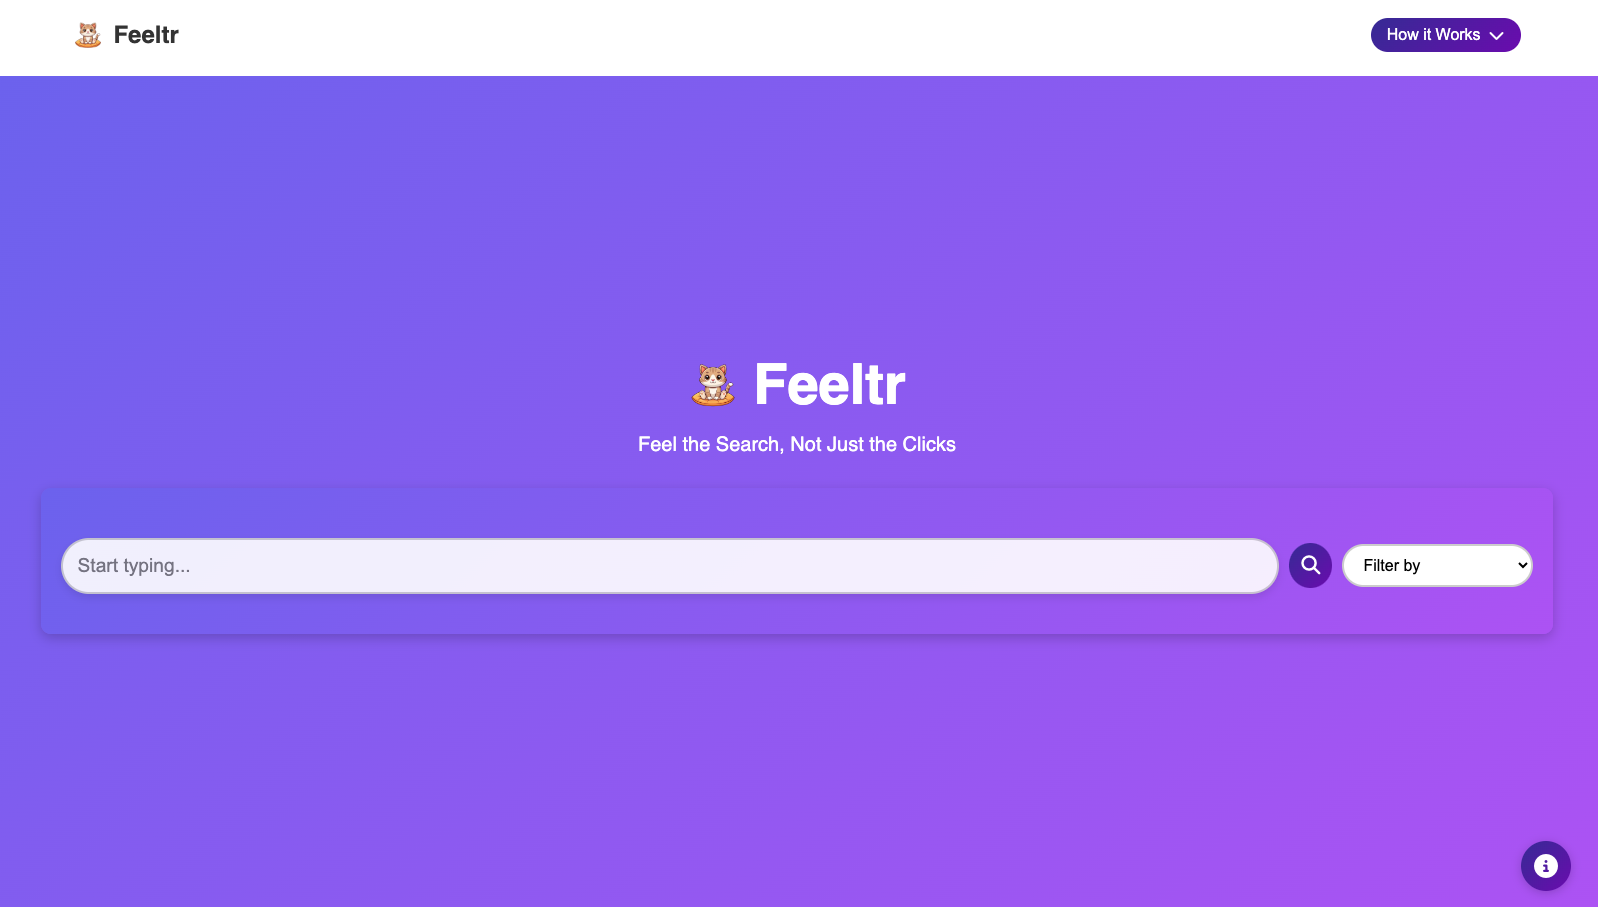 Feeltr
How it Works
Feeltr
Feel the Search, Not Just the Clicks
Start typing...
Filter by